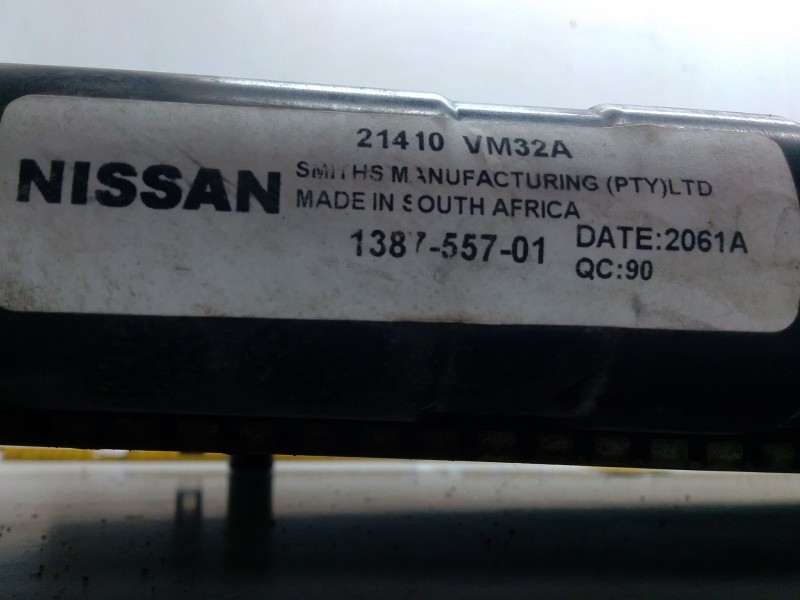 21410 VM32A
NISSAN
SMITHS MANUFACTURING (PTY)LTD
MADE IN SOUTH AFRICA
1387-557-01
DATE:2061A
QC:90